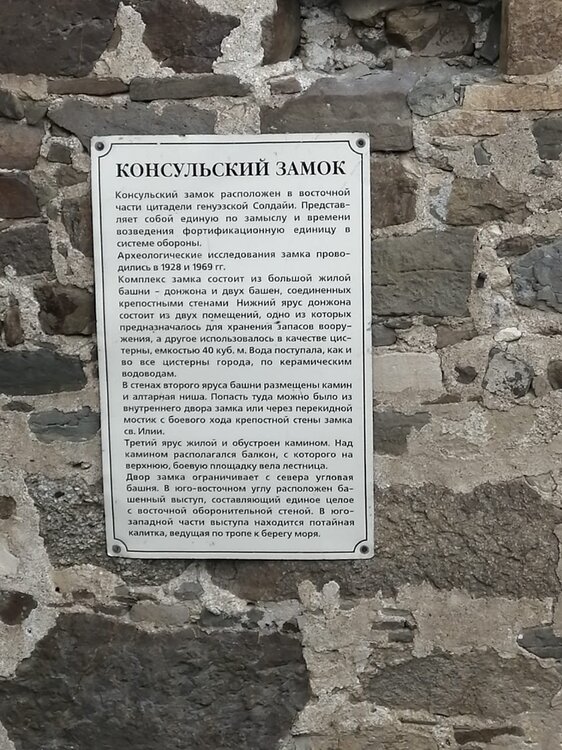 КОНСУЛЬСКИЙ ЗАМОК
Консульский замок расположен в восточной
части цитадели генуэзской Солдайи. Представ-
ляет собой единую по замыслу и времени
возведения фортификационную единицу в
системе обороны.
Археологические исследования замка прово-
дились в 1928 и 1969 гг.
Комплекс замка состоит из большой жилой
башни – донжона и двух башен, соединенных
крепостными стенами Нижний ярус донжона
состоит из двух помещений, одно из которых
предназначалось для хранения запасов воору-
жения, а другое использовалось в качестве цис-
терны, емкостью 40 куб. м. Вода поступала, как и
во все цистерны города, по керамическим
водоводам.
В стенах второго яруса башни размещены камин
и алтарная ниша. Попасть туда можно было из
внутреннего двора замка или через перекидной
мостик с боевого хода крепостной стены замка
св. Илии.
Третий ярус жилой и обустроен камином. Над
камином располагался балкон, с которого на
верхнюю, боевую площадку вела лестница.
Двор замка ограничивает с севера угловая
башня. В юго-восточном углу расположен ба-
шенный выступ, составляющий единое целое
с восточной оборонительной стеной. В юго-
западной части выступа находится потайная
калитка, ведущая по тропе к берегу моря.